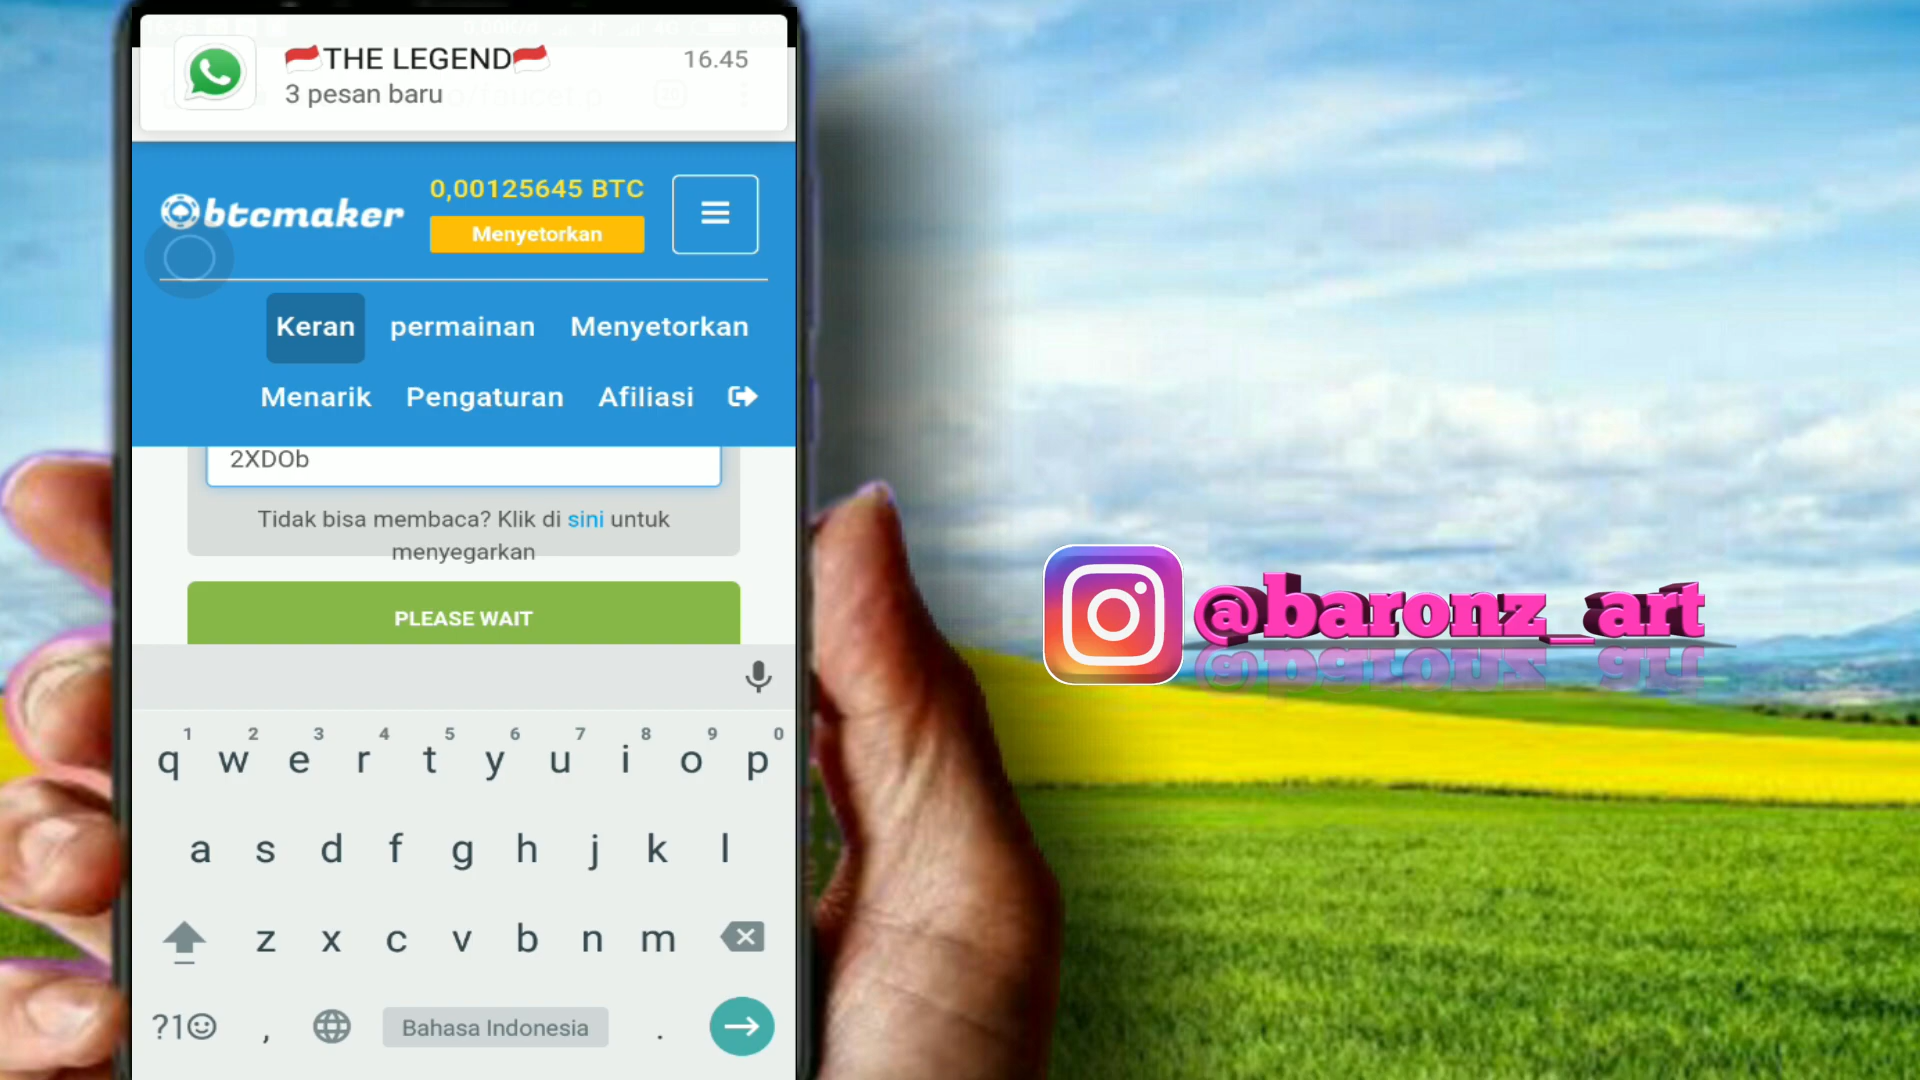 🇮🇩THE LEGEND🇮🇩 16.45
3 pesan baru
btcmaker
0,00125645 BTC
Menyetorkan
Keran permainan Menyetorkan
Menarik Pengaturan Afiliasi
2XDOb
Tidak bisa membaca? Klik di sini untuk
menyegarkan
PLEASE WAIT
1 2 3 4 5 6 7 8 9 0
q w e r t y u i o p
a s d f g h j k l
z x c v b n m
?1☺ , Bahasa Indonesia .
@baronz_art